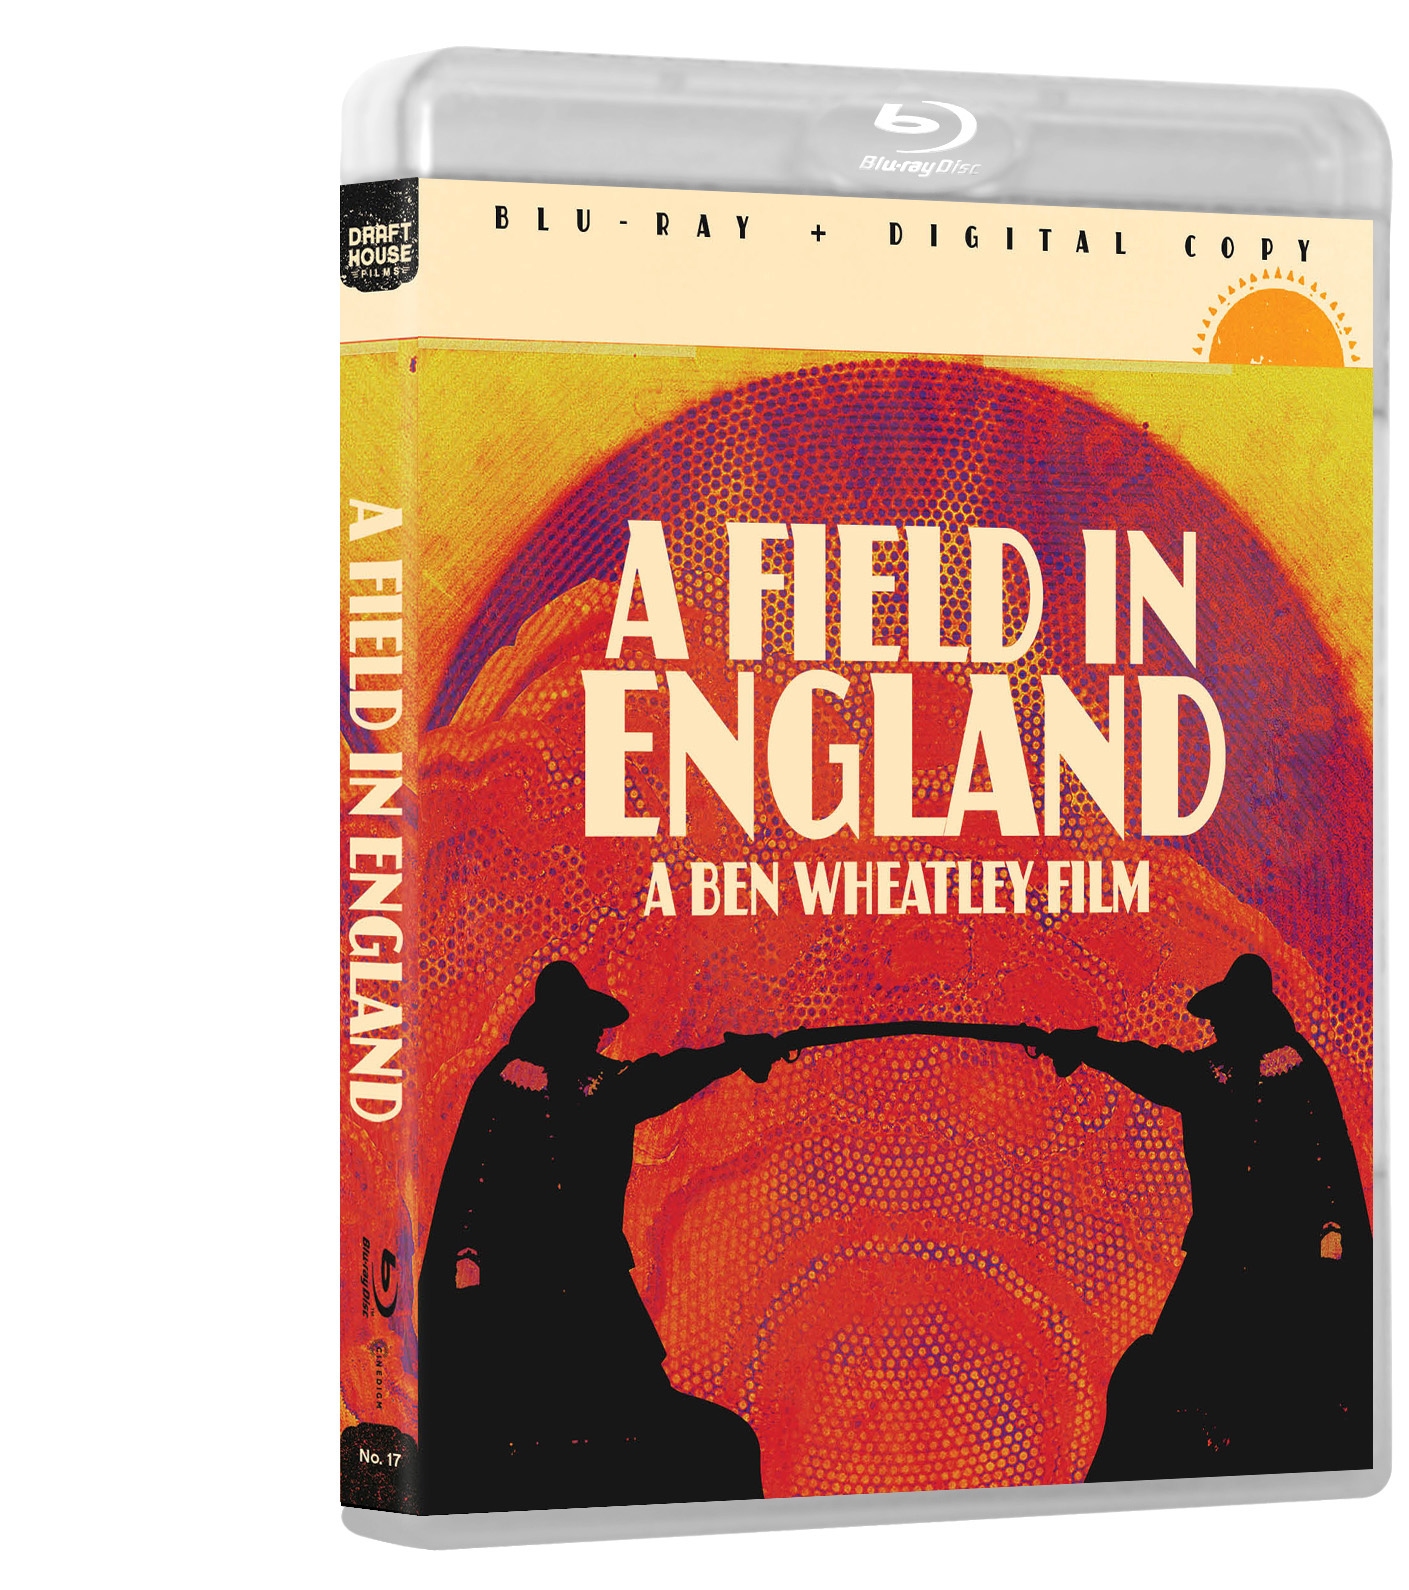 Blu-ray Disc
BLU-RAY + DIGITAL COPY
DRAFT
HOUSE
FILMS
A FIELD IN
ENGLAND
A BEN WHEATLEY FILM
A FIELD IN ENGLAND
Blu-ray Disc
CINEDIGM
No. 17